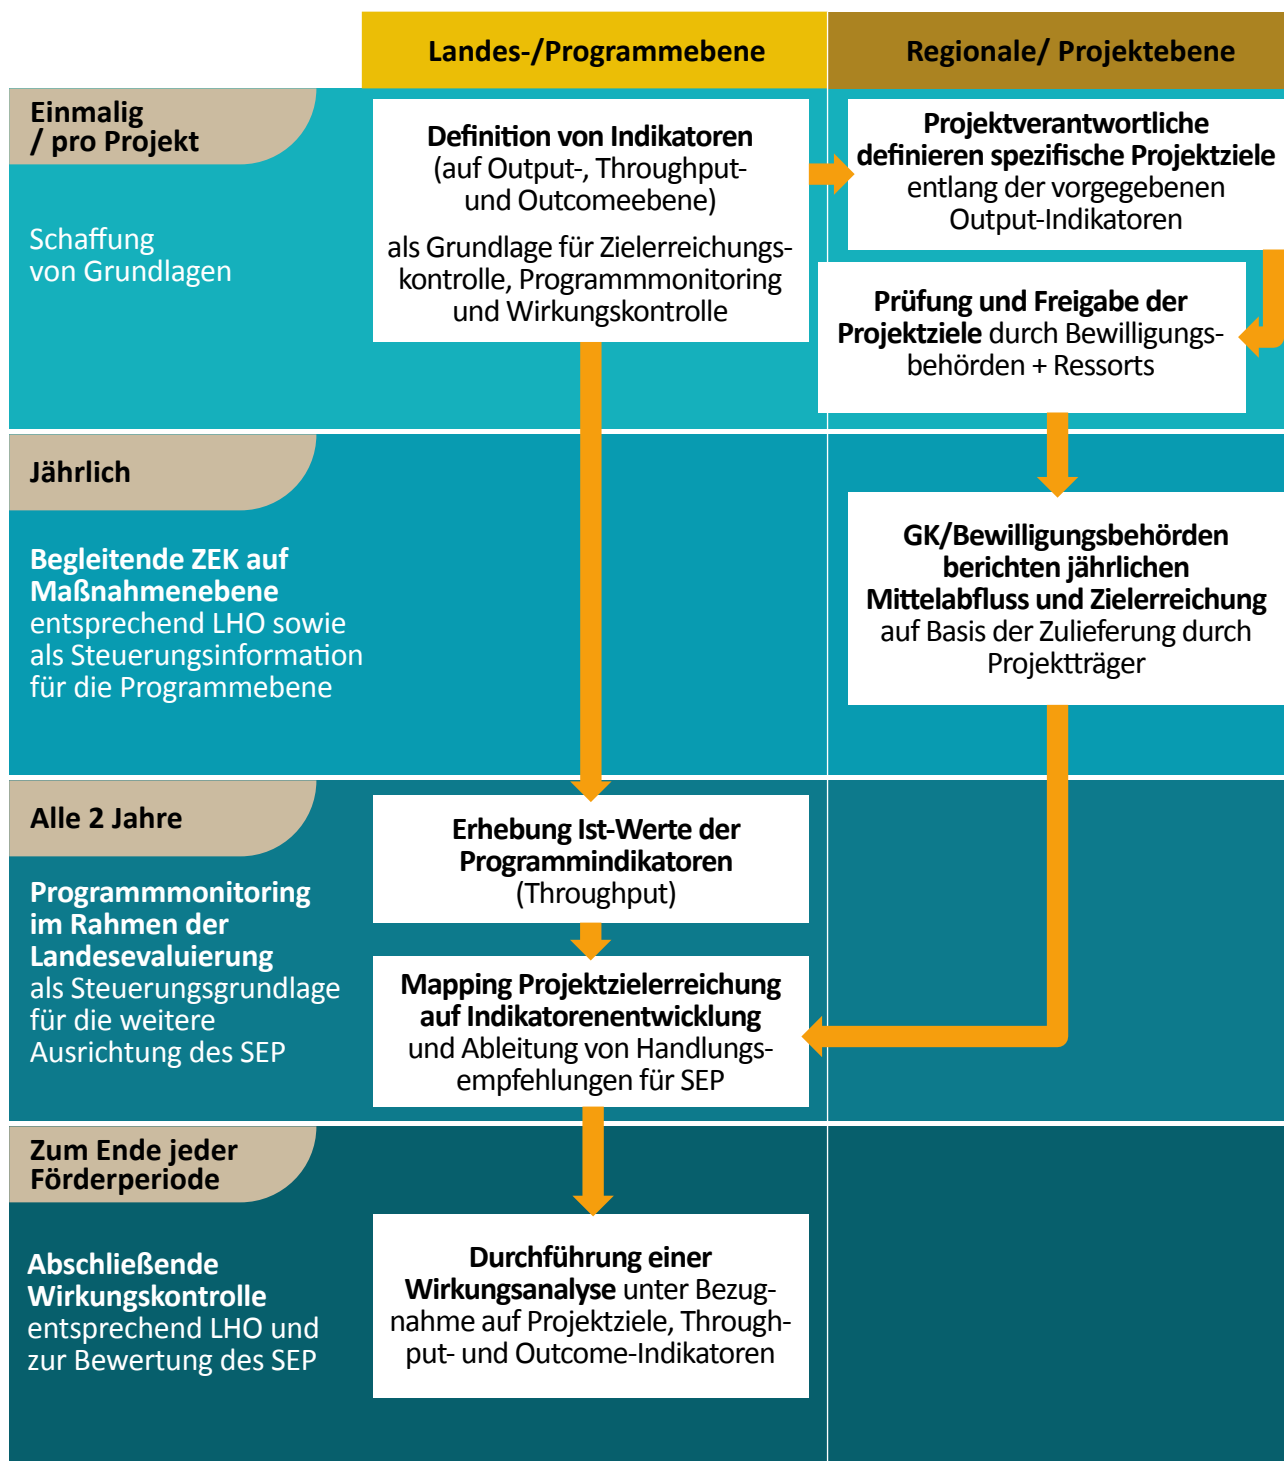 Landes-/Programmebene
Regionale/ Projektebene
Einmalig
/ pro Projekt
Schaffung
von Grundlagen
Definition von Indikatoren
(auf Output-, Throughput-
und Outcomeebene)
als Grundlage für Zielerreichungs-
kontrolle, Programmmonitoring
und Wirkungskontrolle
Projektverantwortliche
definieren spezifische Projektziele
entlang der vorgegebenen
Output-Indikatoren
Prüfung und Freigabe der
Projektziele durch Bewilligungs-
behörden + Ressorts
Jährlich
Begleitende ZEK auf
Maßnahmenebene
entsprechend LHO sowie
als Steuerungsinformation
für die Programmebene
GK/Bewilligungsbehörden
berichten jährlichen
Mittelabfluss und Zielerreichung
auf Basis der Zulieferung durch
Projektträger
Alle 2 Jahre
Programmmonitoring
im Rahmen der
Landesevaluierung
als Steuerungsgrundlage
für die weitere
Ausrichtung des SEP
Erhebung Ist-Werte der
Programmindikatoren
(Throughput)
Mapping Projektzielerreichung
auf Indikatorenentwicklung
und Ableitung von Handlungs-
empfehlungen für SEP
Zum Ende jeder
Förderperiode
Abschließende
Wirkungskontrolle
entsprechend LHO und
zur Bewertung des SEP
Durchführung einer
Wirkungsanalyse unter Bezug-
nahme auf Projektziele, Through-
put- und Outcome-Indikatoren